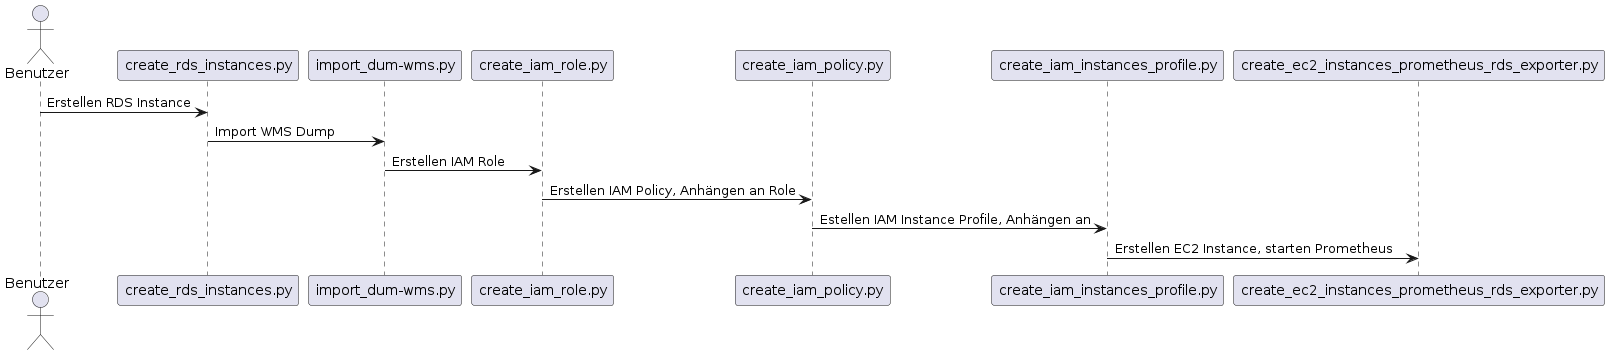 Benutzer
create_rds_instances.py
import_dum-wms.py
create_iam_role.py
create_iam_policy.py
create_iam_instances_profile.py
create_ec2_instances_prometheus_rds_exporter.py
Erstellen RDS Instance
Import WMS Dump
Erstellen IAM Role
Erstellen IAM Policy, Anhängen an Role
Estellen IAM Instance Profile, Anhängen an
Erstellen EC2 Instance, starten Prometheus
Benutzer
create_rds_instances.py
import_dum-wms.py
create_iam_role.py
create_iam_policy.py
create_iam_instances_profile.py
create_ec2_instances_prometheus_rds_exporter.py